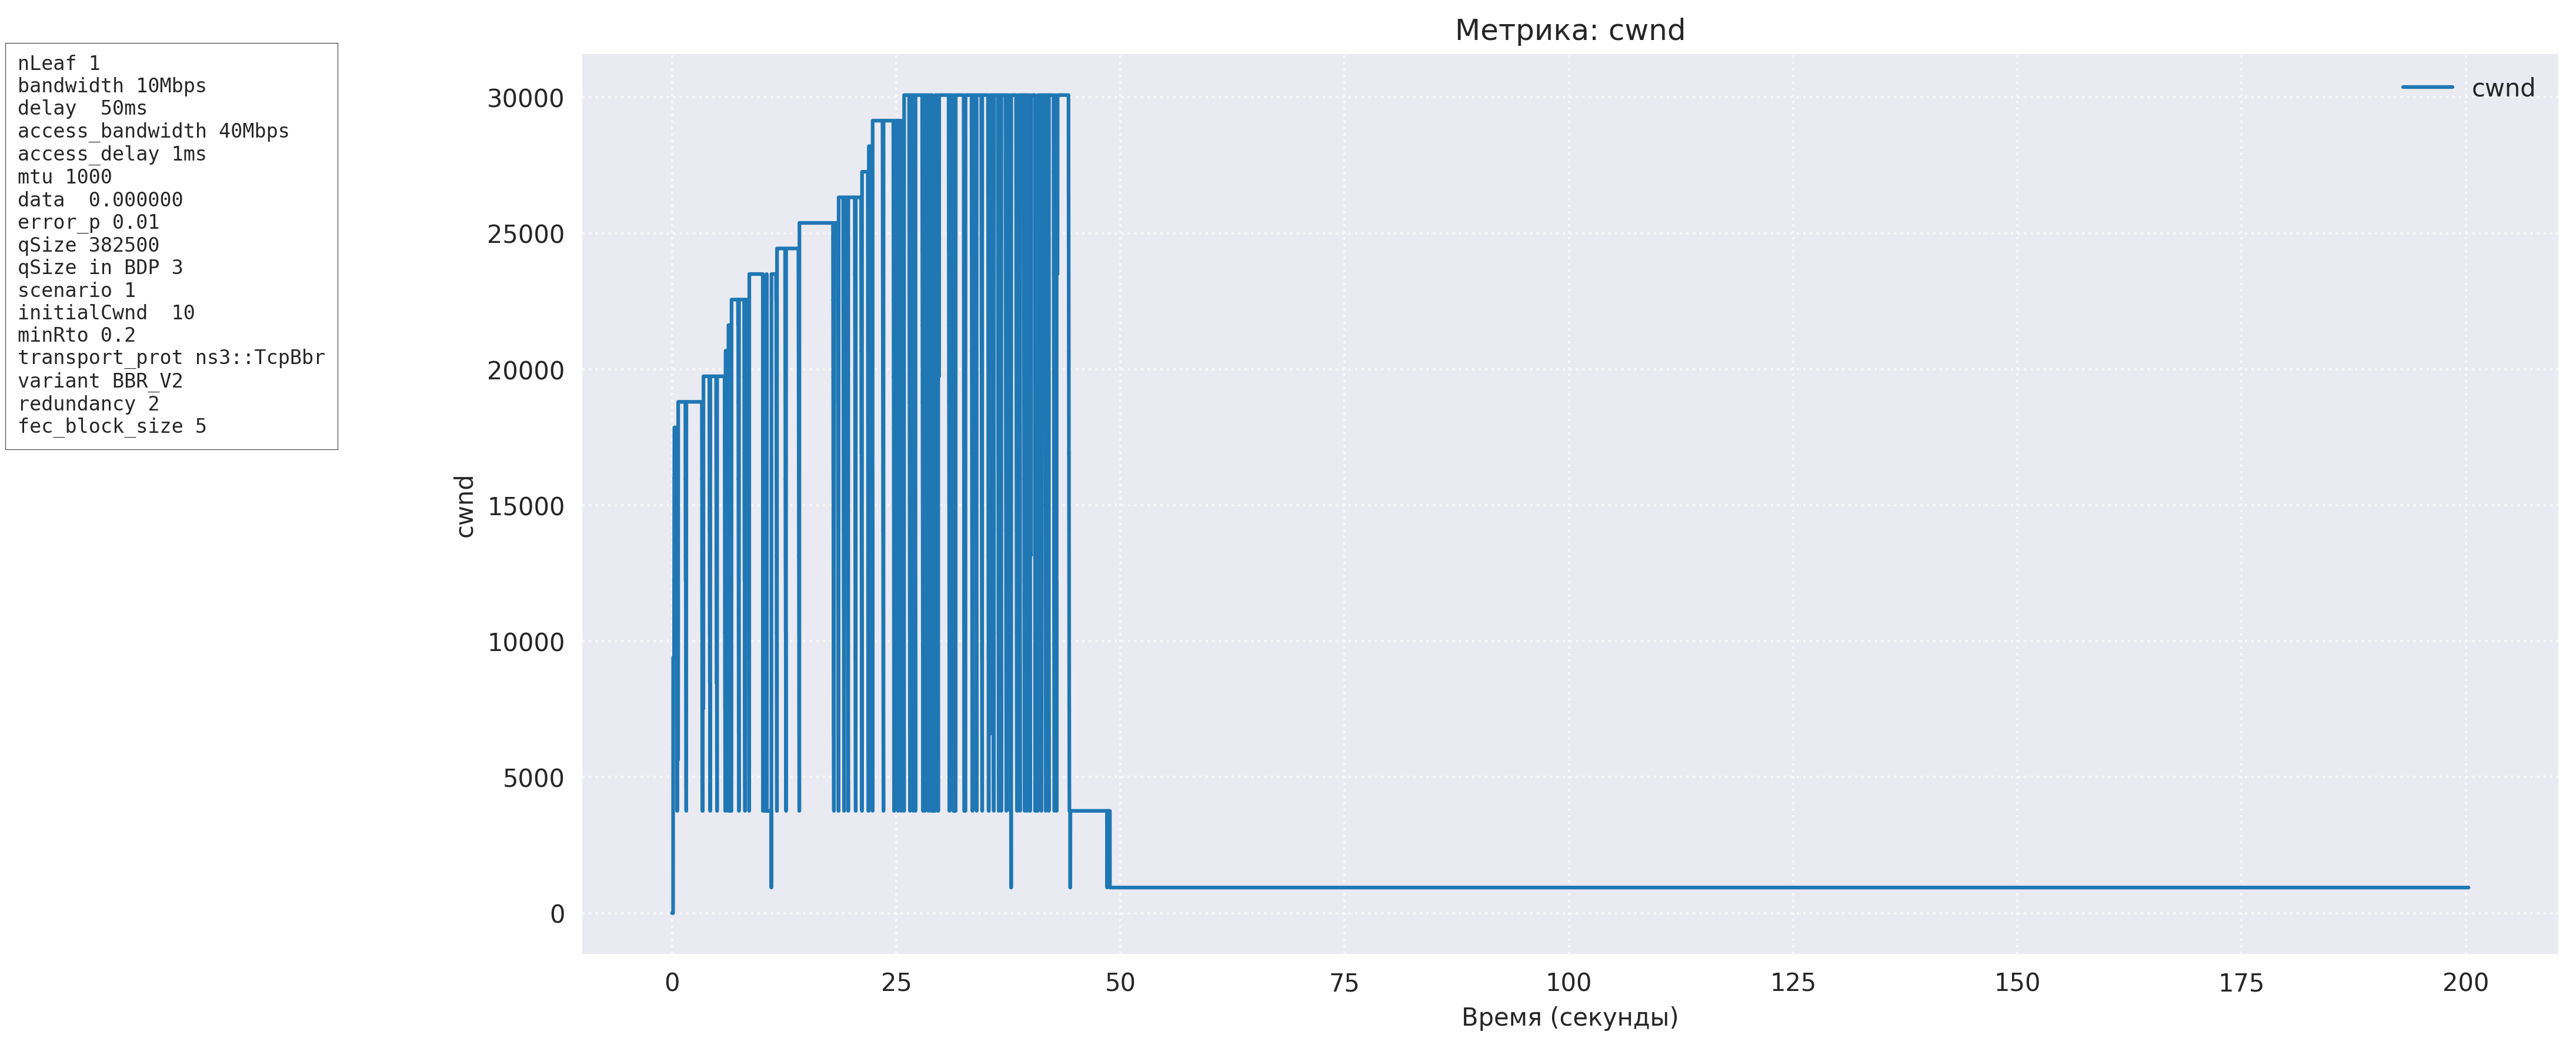 Метрика: cwnd
nLeaf 1
bandwidth 10Mbps
delay  50ms
access_bandwidth 40Mbps
access_delay 1ms
mtu 1000
data  0.000000
error_p 0.01
qSize 382500
qSize in BDP 3
scenario 1
initialCwnd  10
minRto 0.2
transport_prot ns3::TcpBbr
variant BBR_V2
redundancy 2
fec_block_size 5
cwnd
30000
25000
20000
15000
10000
5000
0
cwnd
0 25 50 75 100 125 150 175 200
Время (секунды)